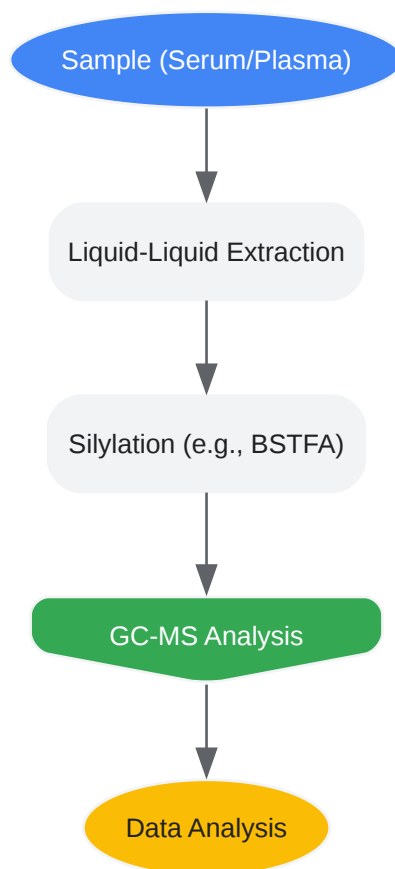 Sample (Serum/Plasma)
Liquid-Liquid Extraction
Silylation (e.g., BSTFA)
GC-MS Analysis
Data Analysis